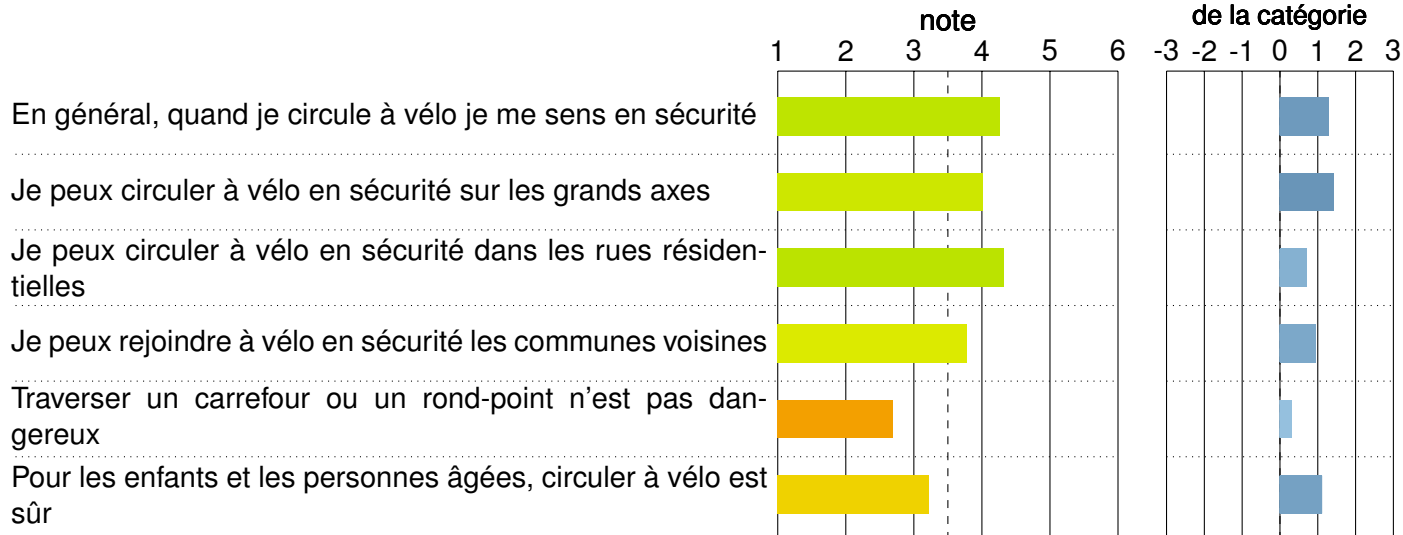 note
de la catégorie
1 2 3 4 5 6
-3 -2 -1 0 1 2 3
En général, quand je circule à vélo je me sens en sécurité
Je peux circuler à vélo en sécurité sur les grands axes
Je peux circuler à vélo en sécurité dans les rues résiden-
tielles
Je peux rejoindre à vélo en sécurité les communes voisines
Traverser un carrefour ou un rond-point n'est pas dan-
gereux
Pour les enfants et les personnes âgées, circuler à vélo est
sûr